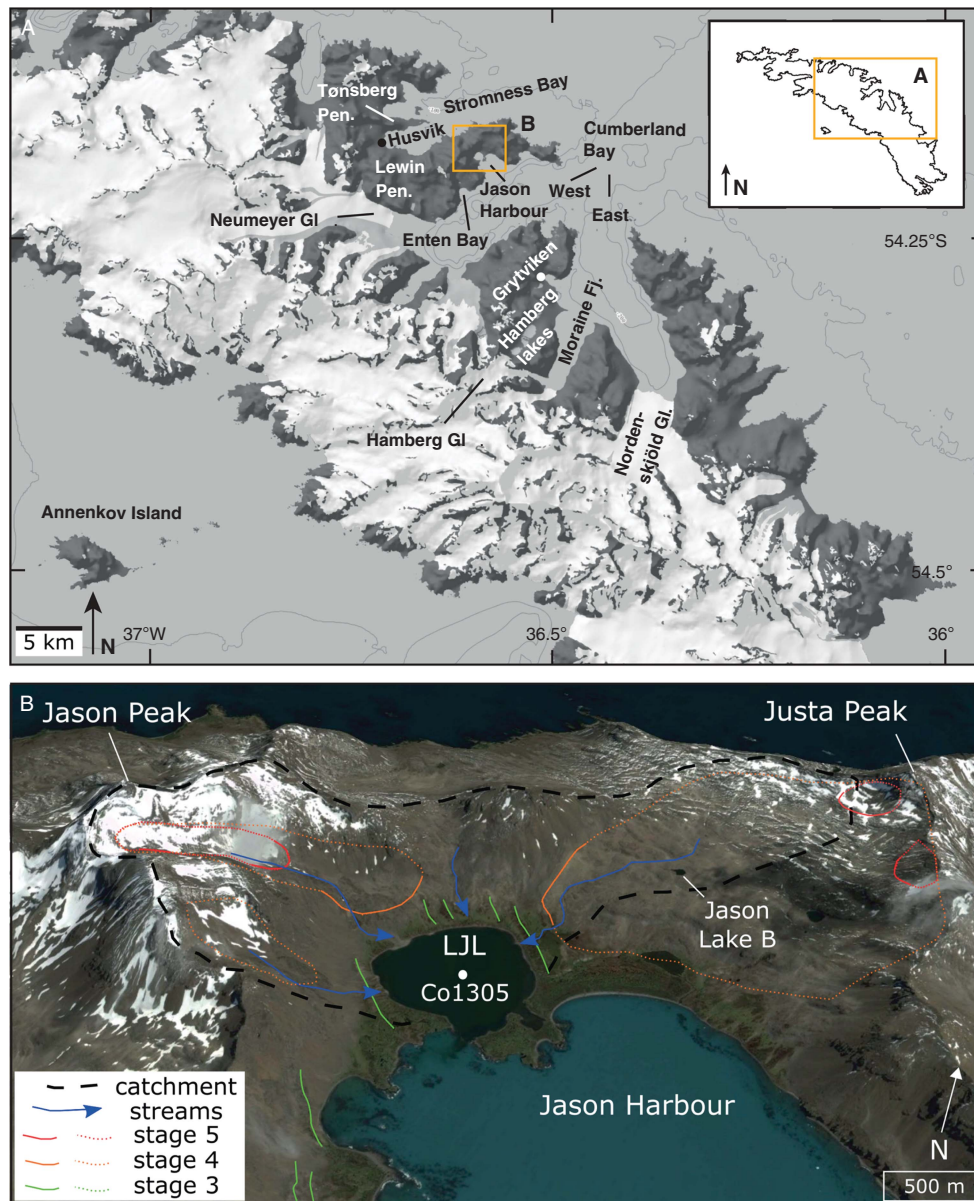 A
Tønsberg
Pen.
Stromness Bay
Husvik
B
Cumberland
Bay
Lewin
Pen.
Jason
Harbour
West
East
Neumeyer Gl
Enten Bay
A
N
54.25°S
Grytviken
Hamberg
lakes
Moraine Fj.
Hamberg Gl
Norden-
skjöld Gl.
Annenkov Island
54.5°
5 km
N
37°W
36.5°
36°
B
Jason Peak
Justa Peak
LJL
Co1305
Jason
Lake B
Jason Harbour
catchment
streams
stage 5
stage 4
stage 3
N
500 m